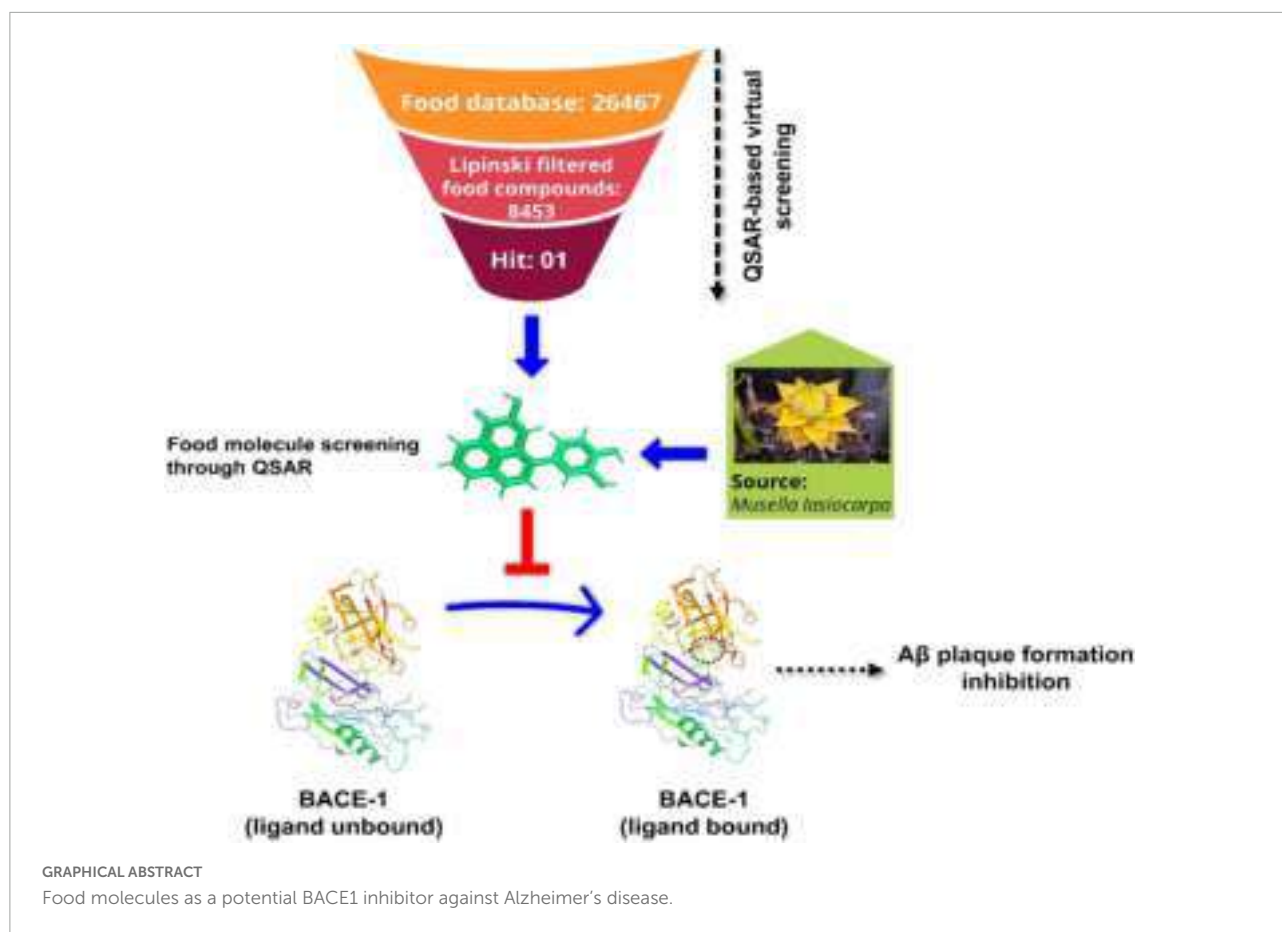 Food database: 26467
Lipinski filtered
food compounds:
8453
Hit: 01
QSAR-based virtual
screening
Food molecule screening
through QSAR
Source:
Musella lasiocarpa
BACE-1
(ligand unbound)
BACE-1
(ligand bound)
Aβ plaque formation
inhibition
GRAPHICAL ABSTRACT
Food molecules as a potential BACE1 inhibitor against Alzheimer's disease.